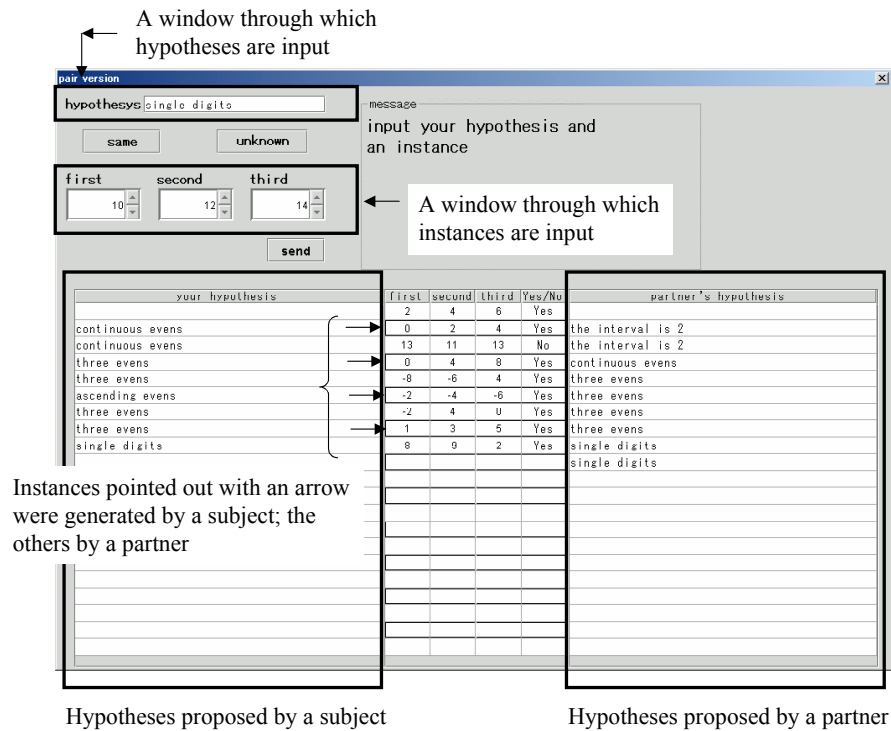 A window through which
hypotheses are input
pair version
hypothesys single digits
message
input your hypothesis and
an instance
same unknown
first second third
10 12 14
A window through which
instances are input
send
your hypothesis first second third Yes/No partner's hypothesis
2 4 6 Yes
continuous evens 0 2 4 Yes the interval is 2
continuous evens 13 11 13 No the interval is 2
three evens 0 4 8 Yes continuous evens
three evens -8 -6 4 Yes three evens
ascending evens -2 -4 -6 Yes three evens
three evens -2 4 0 Yes three evens
three evens 1 3 5 Yes three evens
single digits 8 9 2 Yes single digits
single digits
Instances pointed out with an arrow
were generated by a subject; the
others by a partner
Hypotheses proposed by a subject
Hypotheses proposed by a partner